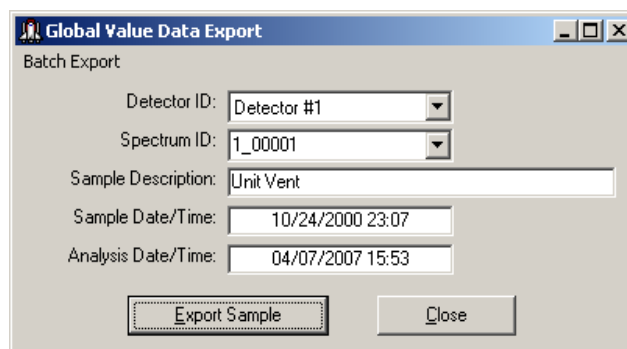 Global Value Data Export
Batch Export
Detector ID: Detector #1
Spectrum ID: 1_00001
Sample Description: Unit Vent
Sample Date/Time: 10/24/2000 23:07
Analysis Date/Time: 04/07/2007 15:53
Export Sample Close